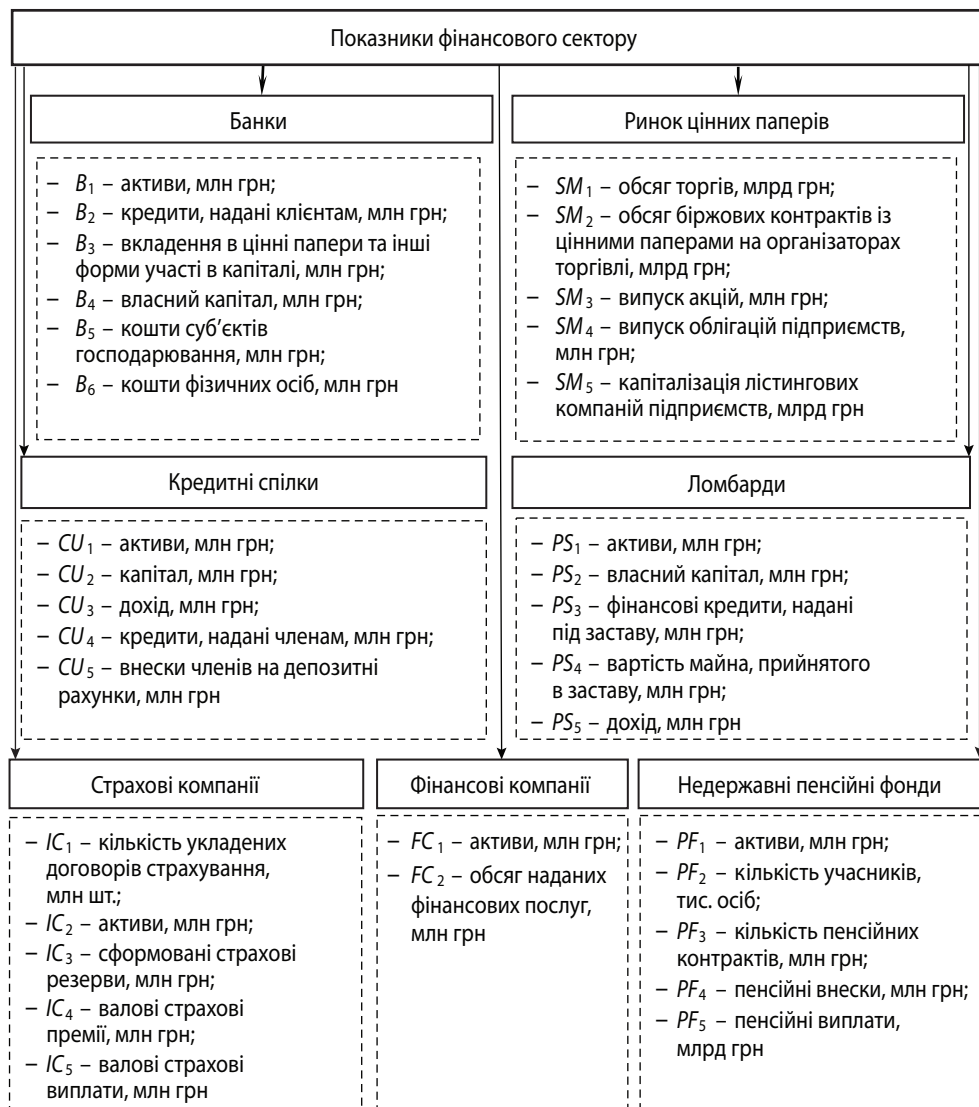 Показники фінансового сектору
Банки
– B1 – активи, млн грн;
– B2 – кредити, надані клієнтам, млн грн;
– B3 – вкладення в цінні папери та інші
форми участі в капіталі, млн грн;
– B4 – власний капітал, млн грн;
– B5 – кошти суб’єктів
господарювання, млн грн;
– B6 – кошти фізичних осіб, млн грн
Ринок цінних паперів
– SM1 – обсяг торгів, млрд грн;
– SM2 – обсяг біржових контрактів із
цінними паперами на організаторах
торгівлі, млрд грн;
– SM3 – випуск акцій, млн грн;
– SM4 – випуск облігацій підприємств,
млн грн;
– SM5 – капіталізація лістингових
компаній підприємств, млрд грн
Кредитні спілки
– CU1 – активи, млн грн;
– CU2 – капітал, млн грн;
– CU3 – дохід, млн грн;
– CU4 – кредити, надані членам, млн грн;
– CU5 – внески членів на депозитні
рахунки, млн грн
Ломбарди
– PS1 – активи, млн грн;
– PS2 – власний капітал, млн грн;
– PS3 – фінансові кредити, надані
під заставу, млн грн;
– PS4 – вартість майна, прийнятого
в заставу, млн грн;
– PS5 – дохід, млн грн
Страхові компанії
– IC1 – кількість укладених
договорів страхування,
млн шт.;
– IC2 – активи, млн грн;
– IC3 – сформовані страхові
резерви, млн грн;
– IC4 – валові страхові
премії, млн грн;
– IC5 – валові страхові
виплати, млн грн
Фінансові компанії
– FC1 – активи, млн грн;
– FC2 – обсяг наданих
фінансових послуг,
млн грн
Недержавні пенсійні фонди
– PF1 – активи, млн грн;
– PF2 – кількість учасників,
тис. осіб;
– PF3 – кількість пенсійних
контрактів, млн грн;
– PF4 – пенсійні внески, млн грн;
– PF5 – пенсійні виплати,
млрд грн